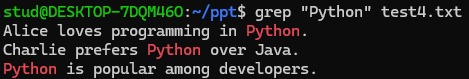 stud@DESKTOP-7DQM46O:~/ppt$ grep "Python" test4.txt
Alice loves programming in Python.
Charlie prefers Python over Java.
Python is popular among developers.